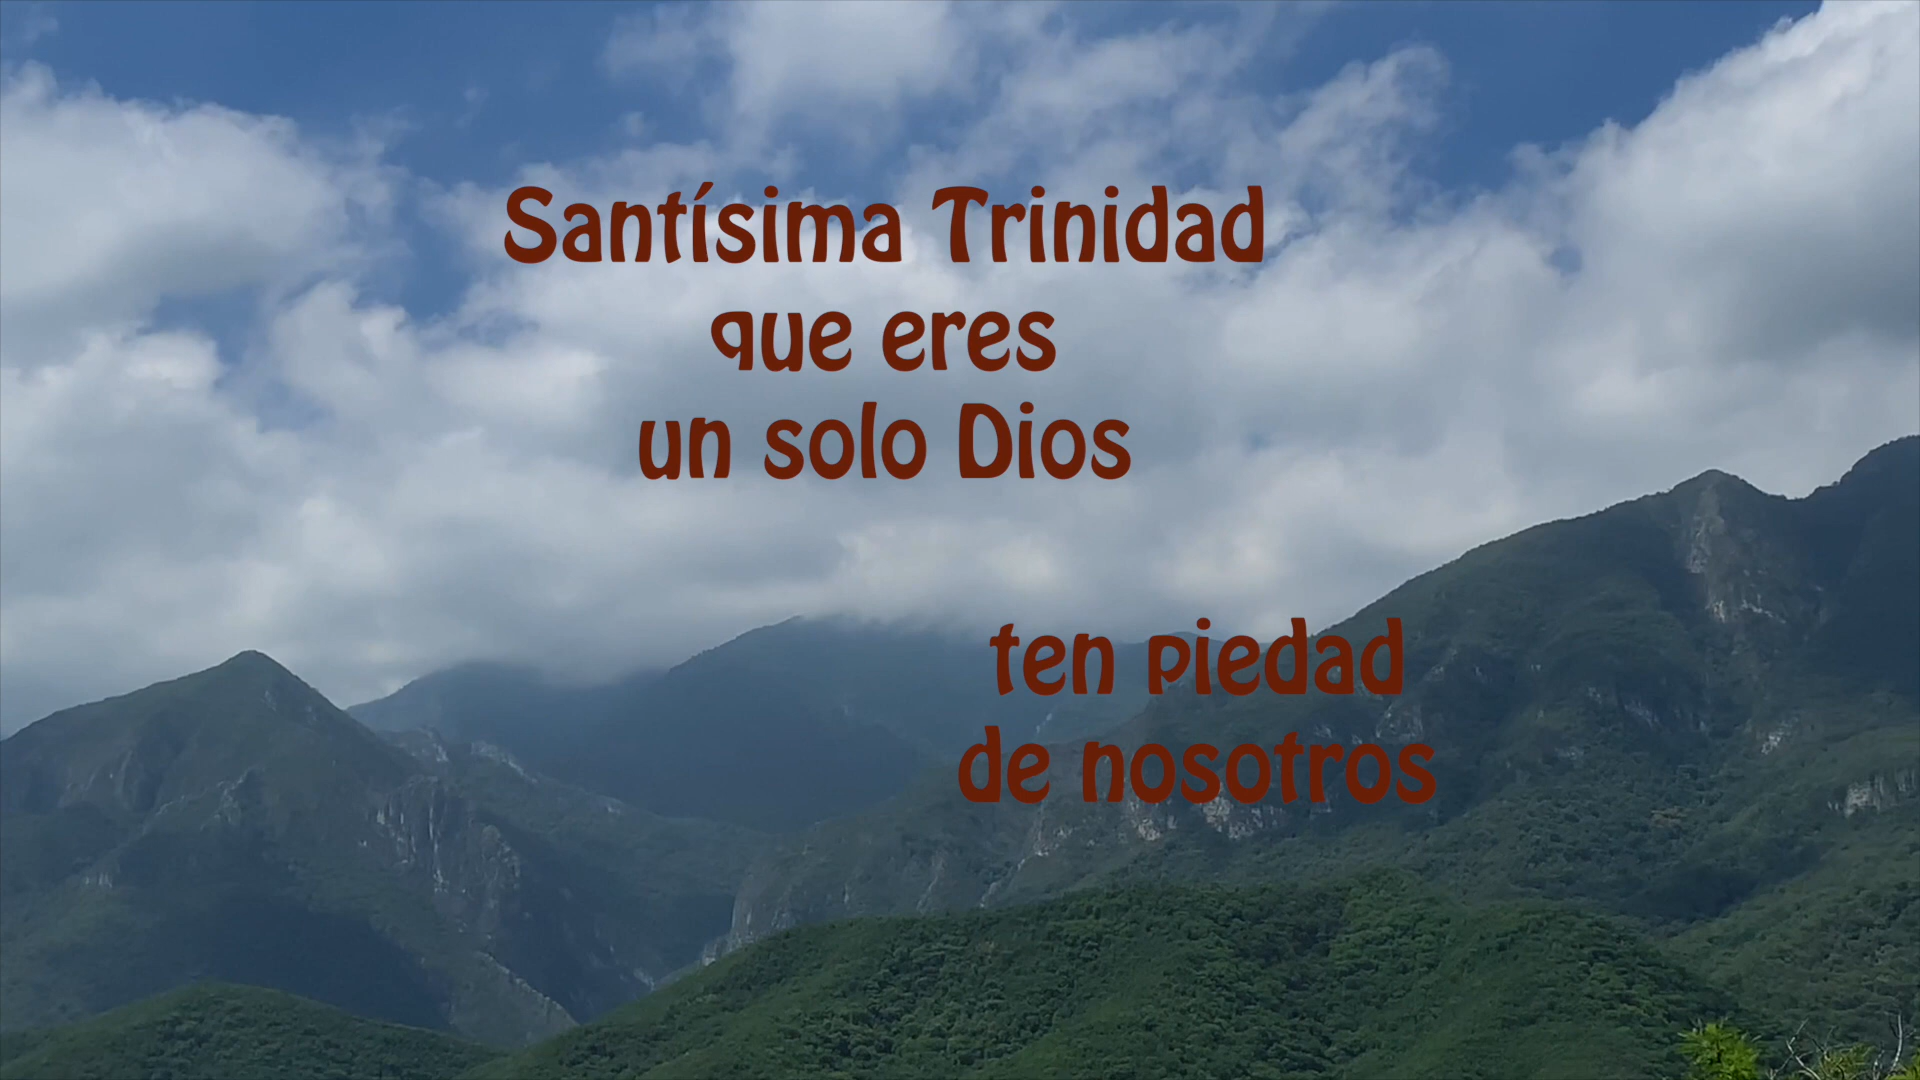 Santísima Trinidad
que eres
un solo Dios
ten piedad
de nosotros